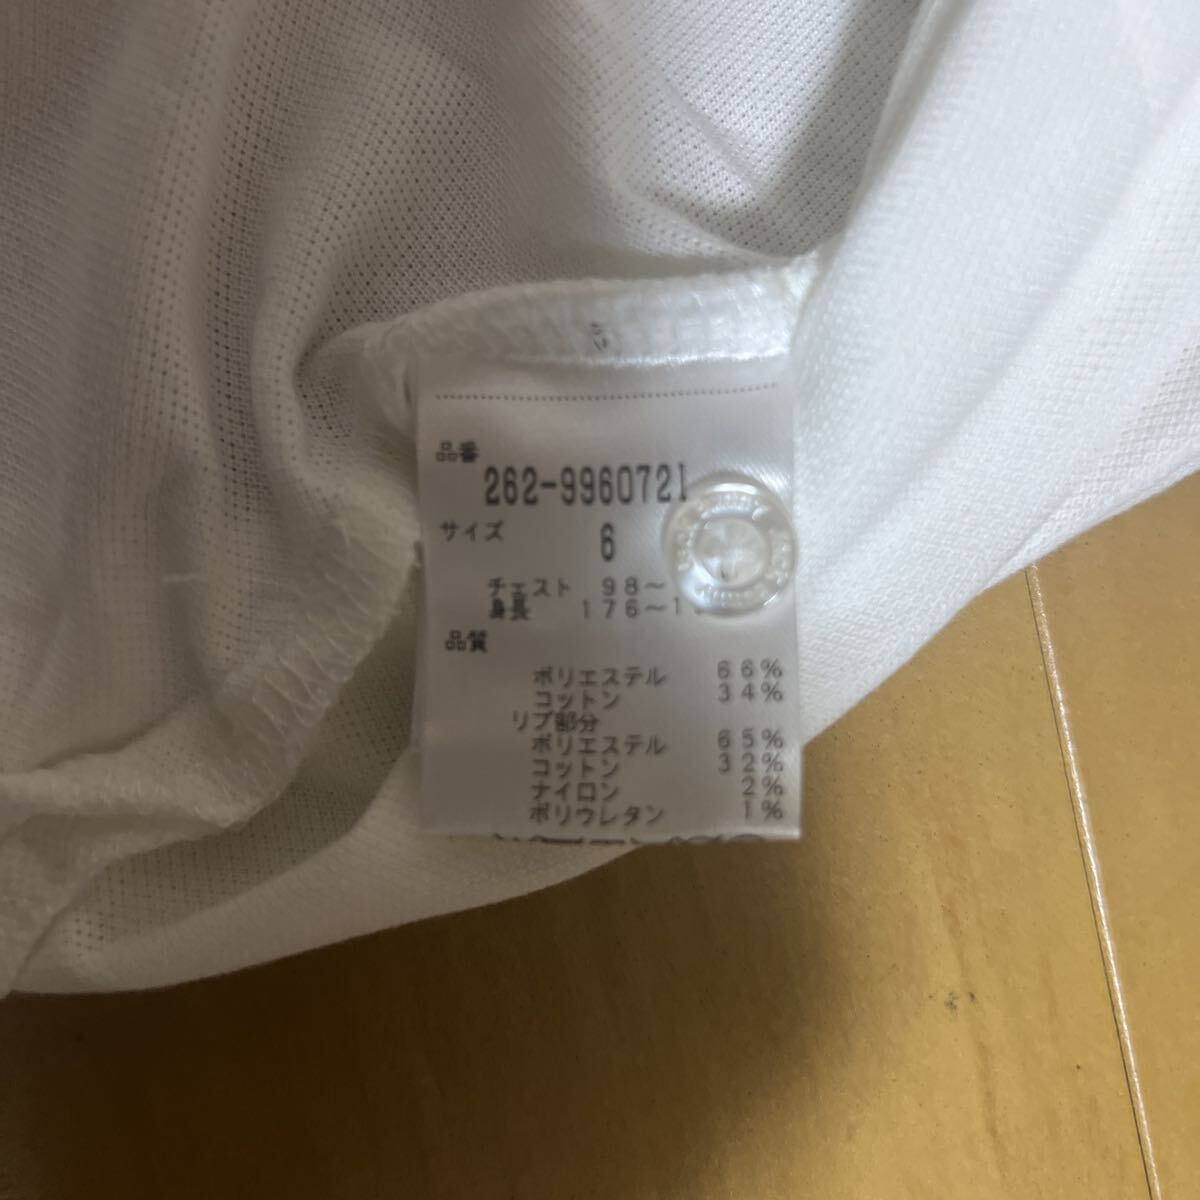 品番
262-9960721
サイズ 6
チェスト 98～
身長 176～1
品質
ポリエステル 66%
コットン 34%
リブ部分
ポリエステル 65%
コットン 32%
ナイロン 2%
ポリウレタン 1%